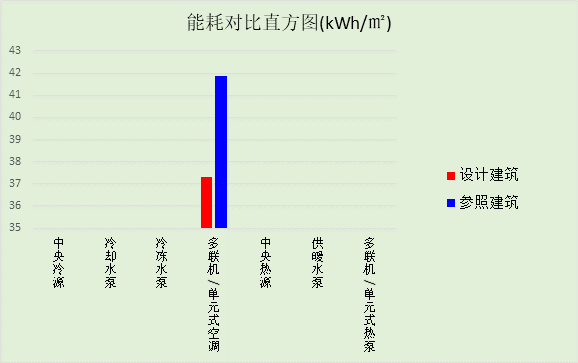 能耗对比直方图(kWh/㎡)
43
42
41
40
39
38
37
36
35
中央冷源
冷却水泵
冷冻水泵
多联机/单元式空调
中央热源
供暖水泵
多联机/单元式热泵
设计建筑
参照建筑